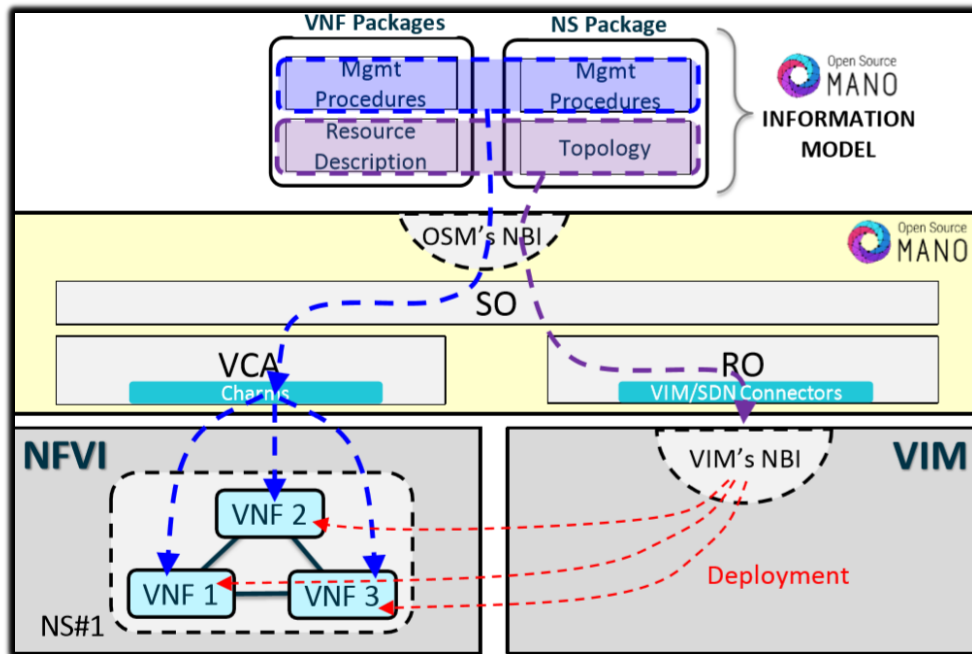 VNF Packages
NS Package
Mgmt
Procedures
Mgmt
Procedures
Resource
Description
Topology
Open Source
MANO
INFORMATION
MODEL
OSM's NBI
Open Source
MANO
SO
VCA
Charms
RO
VIM/SDN Connectors
NFVI
VIM's NBI
VIM
VNF 2
VNF 1
VNF 3
Deployment
NS#1